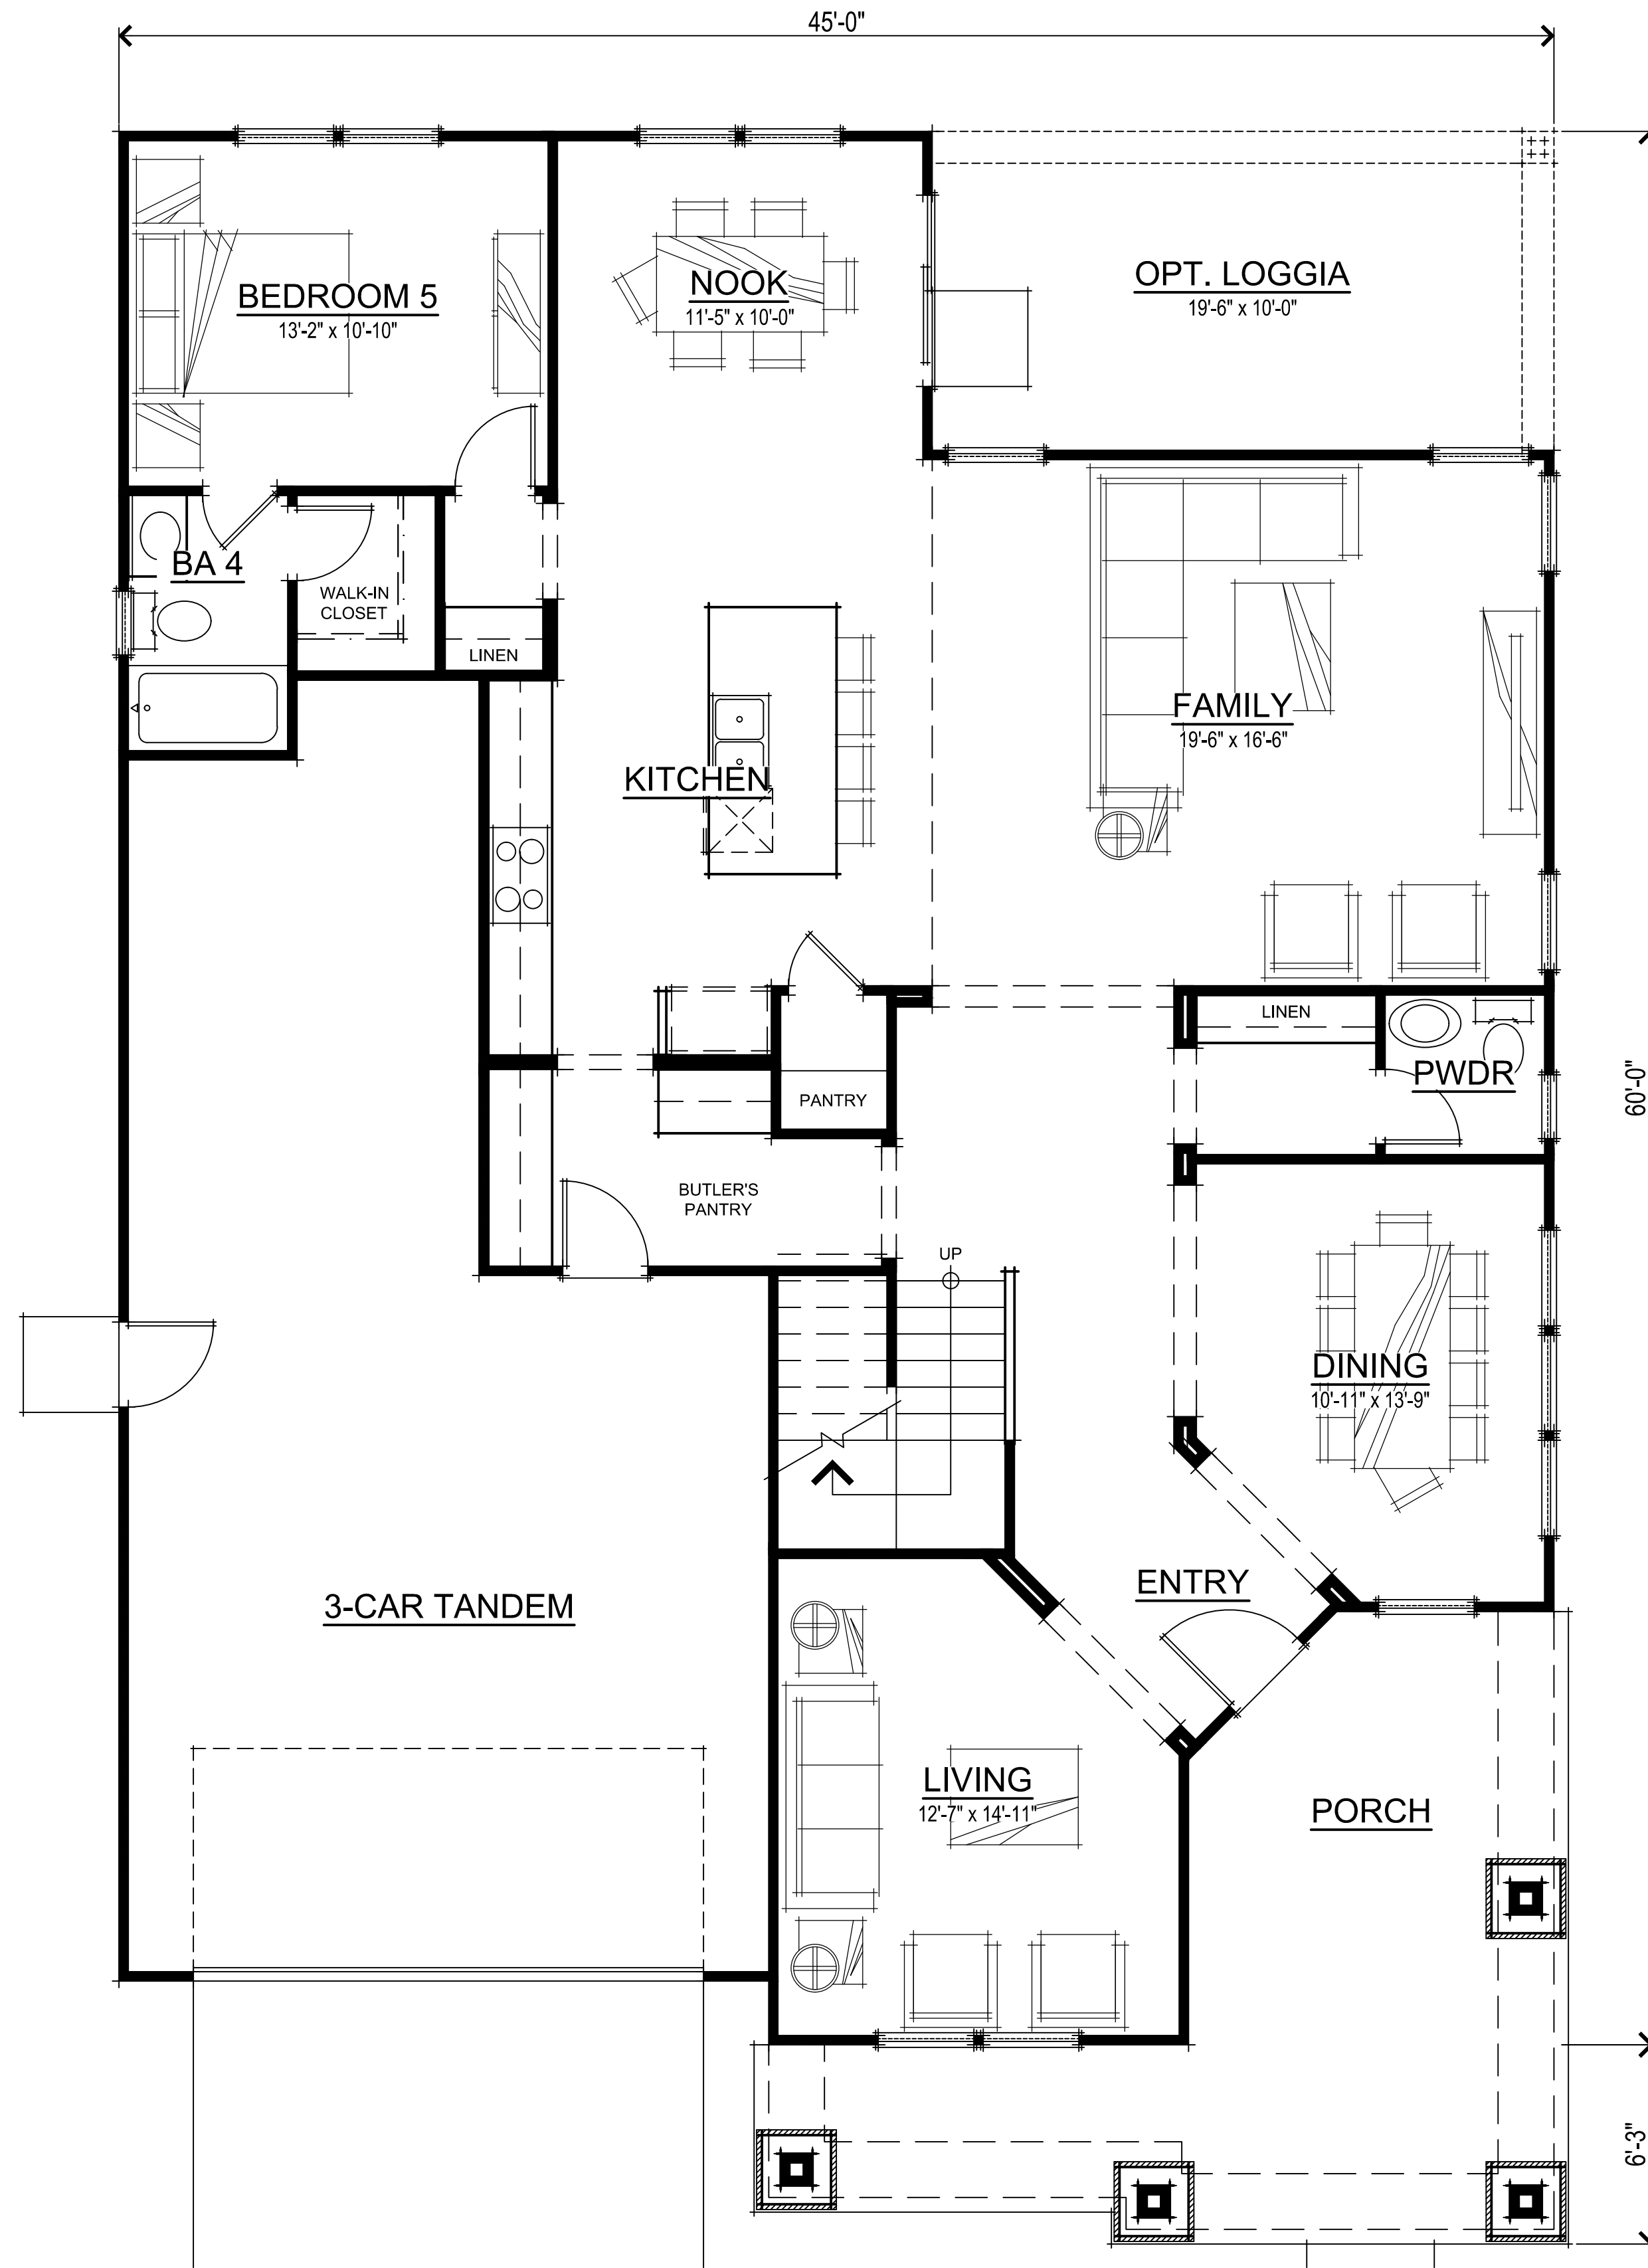 45'-0"
BEDROOM 5
13'-2" x 10'-10"
NOOK
11'-5" x 10'-0"
OPT. LOGGIA
19'-6" x 10'-0"
BA 4
WALK-IN
CLOSET
LINEN
FAMILY
19'-6" x 16'-6"
KITCHEN
LINEN
PWDR
PANTRY
60'-0"
BUTLER'S
PANTRY
UP
DINING
10'-11" x 13'-9"
ENTRY
3-CAR TANDEM
LIVING
12'-7" x 14'-11"
PORCH
6'-3"